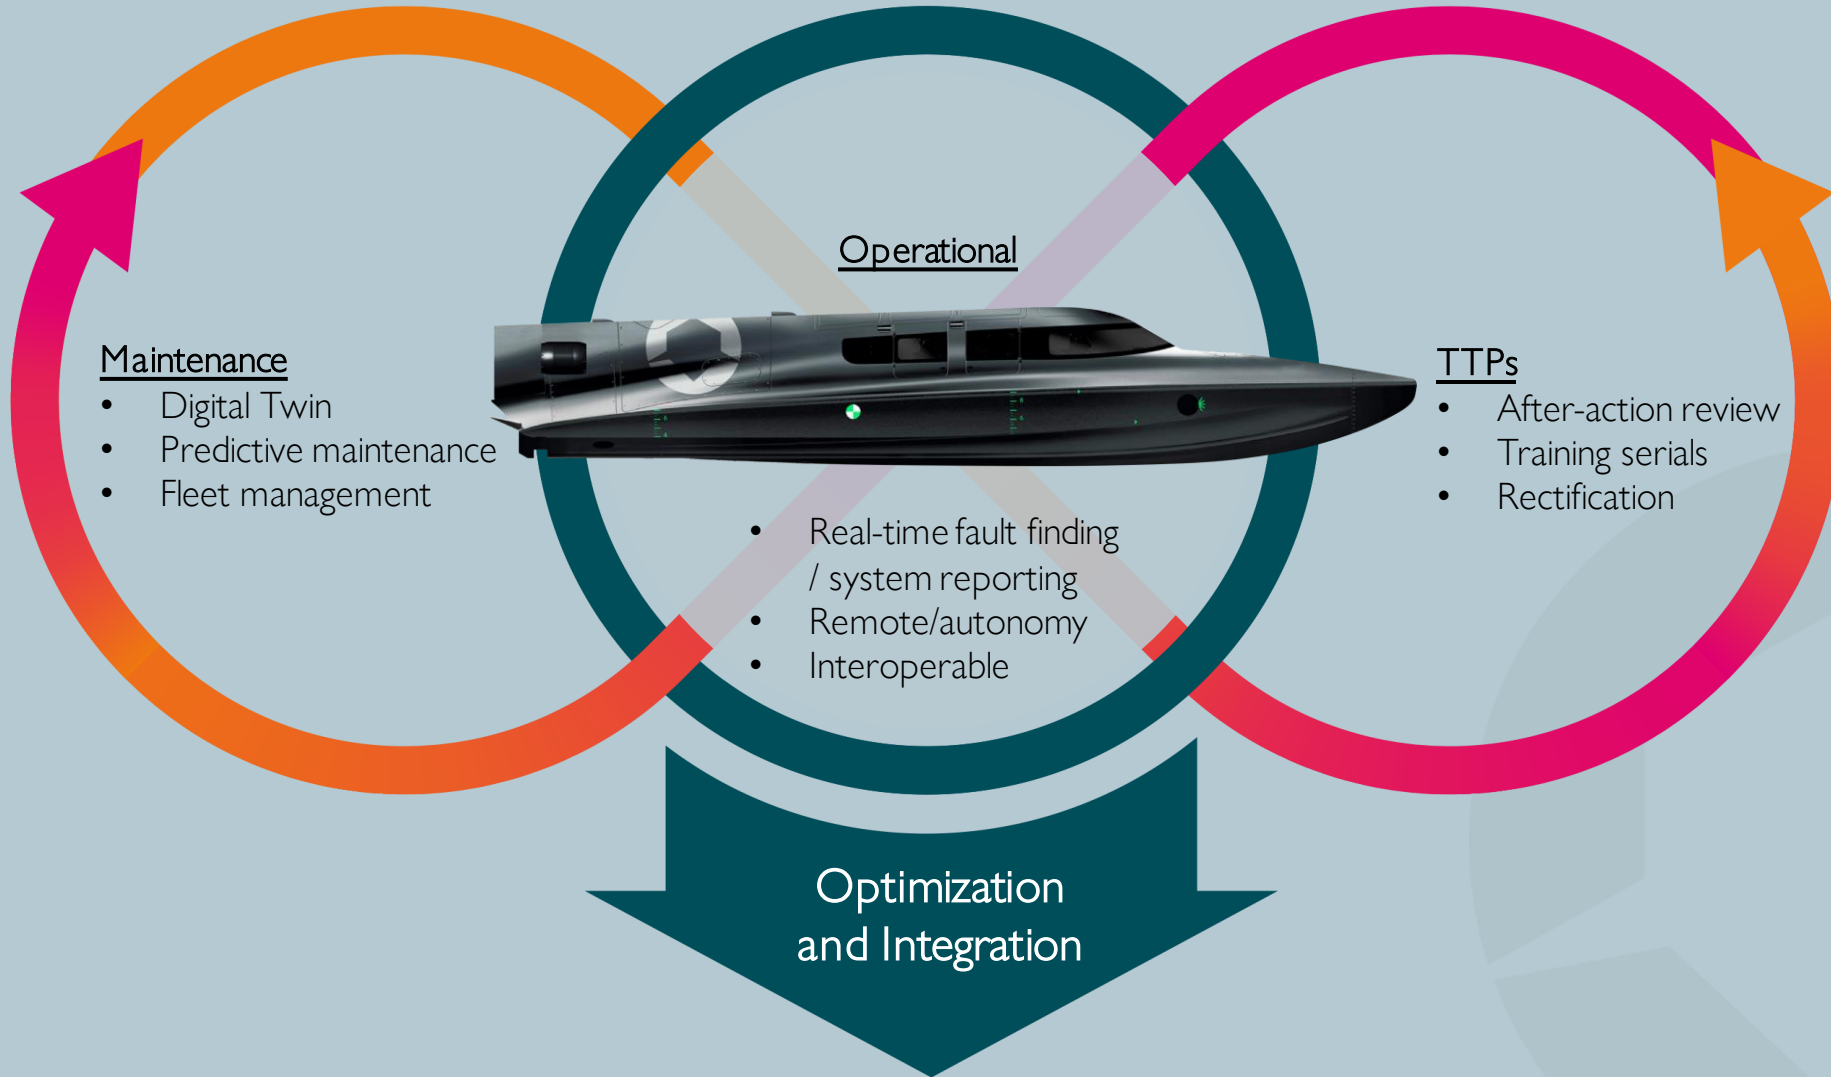 Operational
Maintenance
• Digital Twin
• Predictive maintenance
• Fleet management
TTPs
• After-action review
• Training serials
• Rectification
• Real-time fault finding
/ system reporting
• Remote/autonomy
• Interoperable
Optimization
and Integration